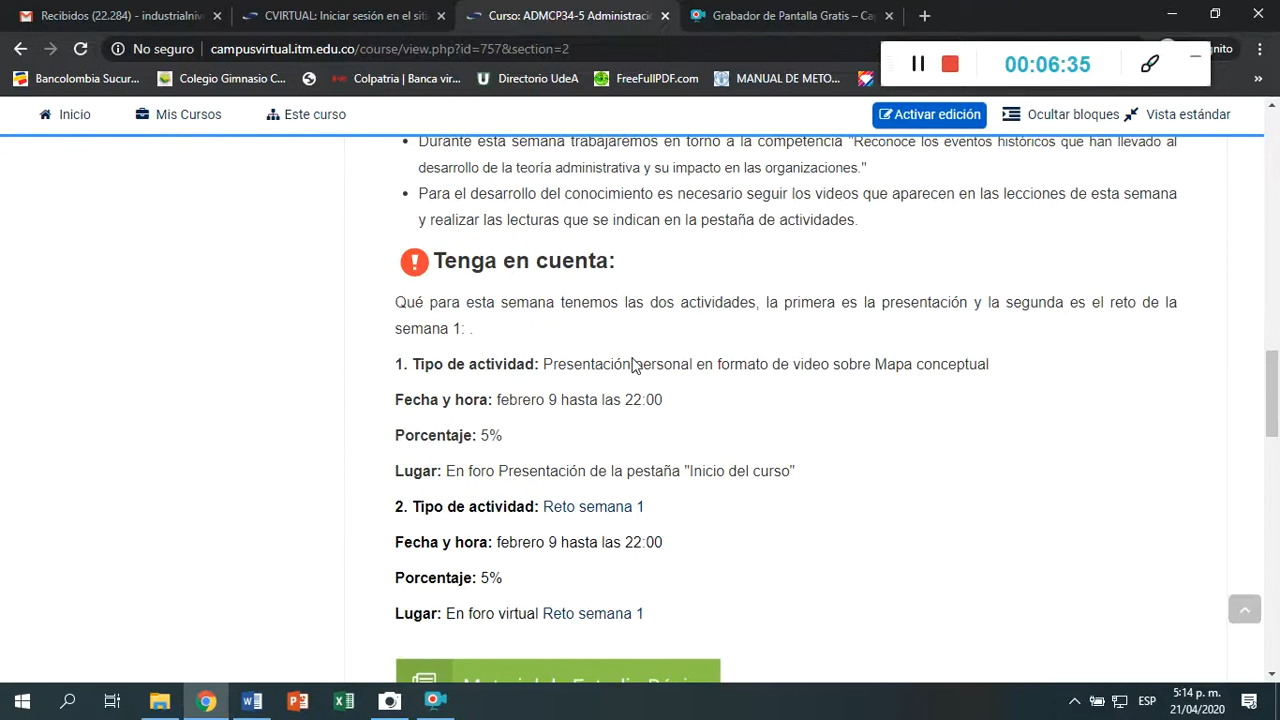 Recibidos (22.284) - industrialniv
CVIRTUAL: Iniciar sesión en el sit
Curso: ADMCP34-5 Administraci
Grabador de Pantalla Gratis – Ca
No seguro
campusvirtual.itm.edu.co/course/view.php?id=757&section=2
00:06:35
Bancolombia Sucur...
Colegio Gimnasio C...
Directorio UdeA
FreeFullPDF.com
MANUAL DE METO...
Inicio
Mis Cursos
Este curso
Activar edición
Ocultar bloques
Vista estándar
Durante esta semana trabajaremos en torno a la competencia "Reconoce los eventos históricos que han llevado al
desarrollo de la teoría administrativa y su impacto en las organizaciones."
Para el desarrollo del conocimiento es necesario seguir los videos que aparecen en las lecciones de esta semana
y realizar las lecturas que se indican en la pestaña de actividades.
Tenga en cuenta:
Qué para esta semana tenemos las dos actividades, la primera es la presentación y la segunda es el reto de la
semana 1: .
1. Tipo de actividad: Presentación personal en formato de video sobre Mapa conceptual
Fecha y hora: febrero 9 hasta las 22:00
Porcentaje: 5%
Lugar: En foro Presentación de la pestaña "Inicio del curso"
2. Tipo de actividad: Reto semana 1
Fecha y hora: febrero 9 hasta las 22:00
Porcentaje: 5%
Lugar: En foro virtual Reto semana 1
ESP
5:14 p. m.
21/04/2020